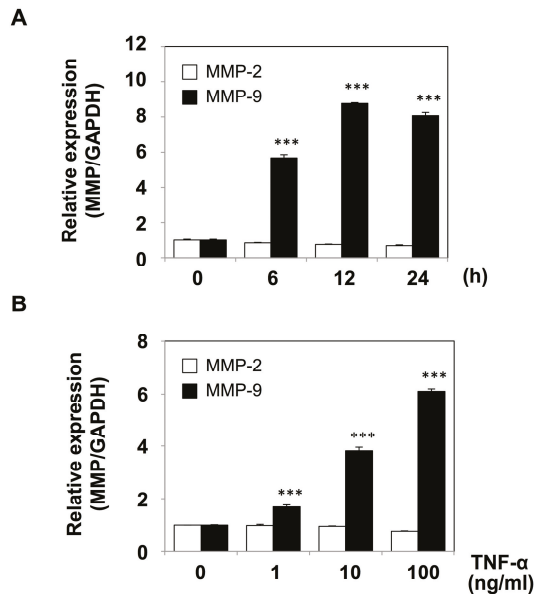 A
Relative expression
(MMP/GAPDH)
12
10
8
6
4
2
0
MMP-2
MMP-9
***
***
***
0 6 12 24 (h)
B
Relative expression
(MMP/GAPDH)
8
6
4
2
0
MMP-2
MMP-9
***
***
***
0 1 10 100
TNF-α
(ng/ml)